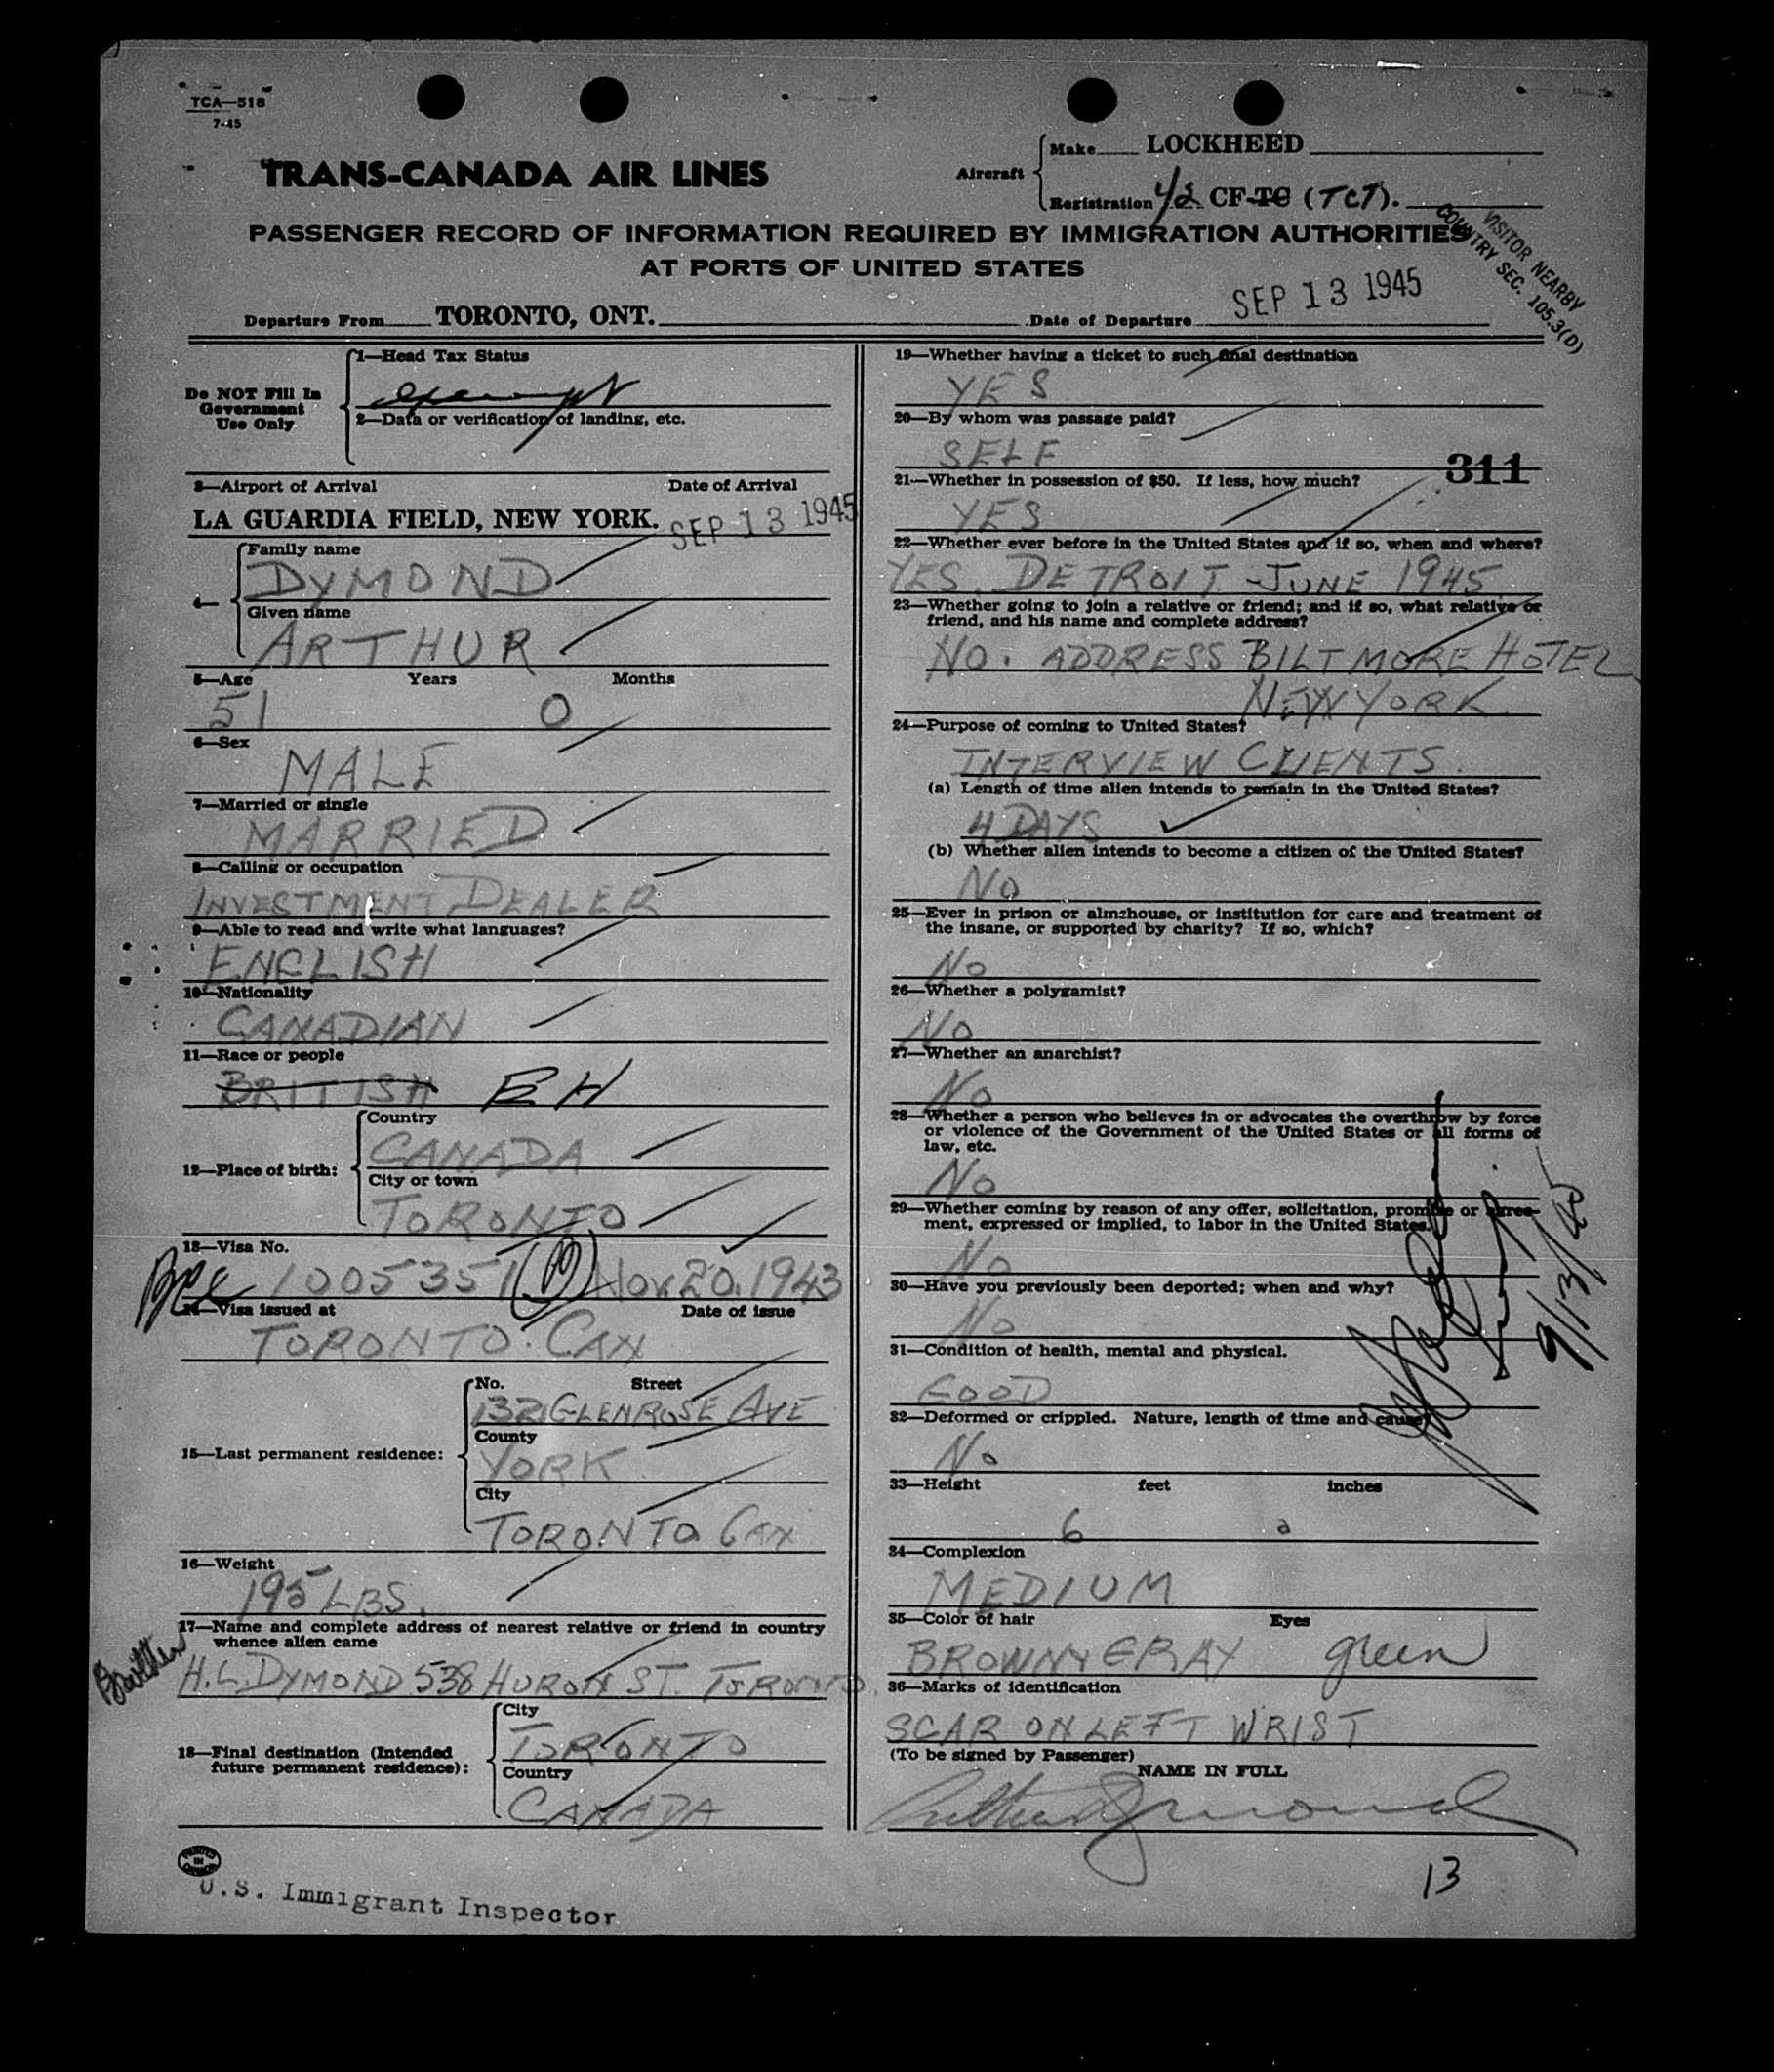 TCA—518
7-45
TRANS-CANADA AIR LINES
Aircraft
Make LOCKHEED
Registration CF-TC (TCT).
PASSENGER RECORD OF INFORMATION REQUIRED BY IMMIGRATION AUTHORITIES
AT PORTS OF UNITED STATES
VISITOR NEARBY
COUNTRY SEC. 105.3(D)
Departure From TORONTO, ONT. Date of Departure SEP 13 1945
Do NOT Fill In
Government
Use Only
1—Head Tax Status
Exempt
2—Data or verification of landing, etc.
3—Airport of Arrival Date of Arrival
LA GUARDIA FIELD, NEW YORK. SEP 13 1945
4—
Family name
DYMOND
Given name
ARTHUR
5—Age Years Months
51 0
6—Sex
MALE
7—Married or single
MARRIED
8—Calling or occupation
INVESTMENT DEALER
9—Able to read and write what languages?
ENGLISH
10—Nationality
CANADIAN
11—Race or people
BRITISH
12—Place of birth:
Country
CANADA
City or town
TORONTO
13—Visa No.
1005351 Nov. 20. 1943
14—Visa issued at Date of issue
TORONTO. CAN
15—Last permanent residence:
No. Street
132 GLENROSE AVE
County
YORK
City
TORONTO CAN
16—Weight
195 LBS.
17—Name and complete address of nearest relative or friend in country
whence alien came
Brother
H.L. DYMOND 538 HURON ST. TORONTO.
18—Final destination (Intended
future permanent residence):
City
TORONTO
Country
CANADA
PRINTED
IN
CANADA
U.S. Immigrant Inspector
19—Whether having a ticket to such final destination
YES
20—By whom was passage paid?
SELF
311
21—Whether in possession of $50. If less, how much?
YES
22—Whether ever before in the United States and if so, when and where?
YES. DETROIT - JUNE 1945
23—Whether going to join a relative or friend; and if so, what relative or
friend, and his name and complete address?
NO. ADDRESS BILTMORE HOTEL
NEW YORK.
24—Purpose of coming to United States?
INTERVIEW CLIENTS.
(a) Length of time alien intends to remain in the United States?
4 DAYS
(b) Whether alien intends to become a citizen of the United States?
NO
25—Ever in prison or almshouse, or institution for care and treatment of
the insane, or supported by charity? If so, which?
NO
26—Whether a polygamist?
NO
27—Whether an anarchist?
NO
28—Whether a person who believes in or advocates the overthrow by force
or violence of the Government of the United States or all forms of
law, etc.
NO
29—Whether coming by reason of any offer, solicitation, promise or agree-
ment, expressed or implied, to labor in the United States.
NO
30—Have you previously been deported; when and why?
NO
9/13/45
31—Condition of health, mental and physical.
GOOD
32—Deformed or crippled. Nature, length of time and cause?
NO
33—Height feet inches
6 0
34—Complexion
MEDIUM
35—Color of hair Eyes
BROWNY GRAY green
36—Marks of identification
SCAR ON LEFT WRIST
(To be signed by Passenger)
NAME IN FULL
Arthur Dymond
13